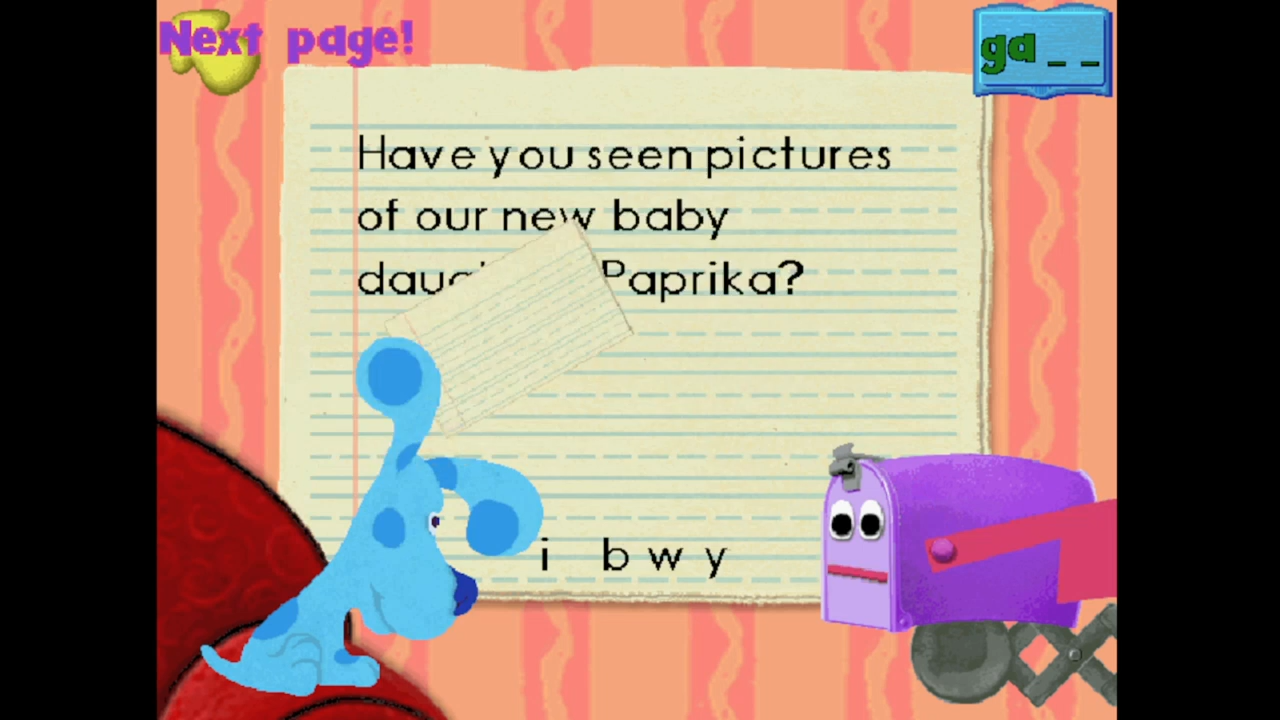 Next page!
ga _ _
Have you seen pictures
of our new baby
Paprika?
i b w y